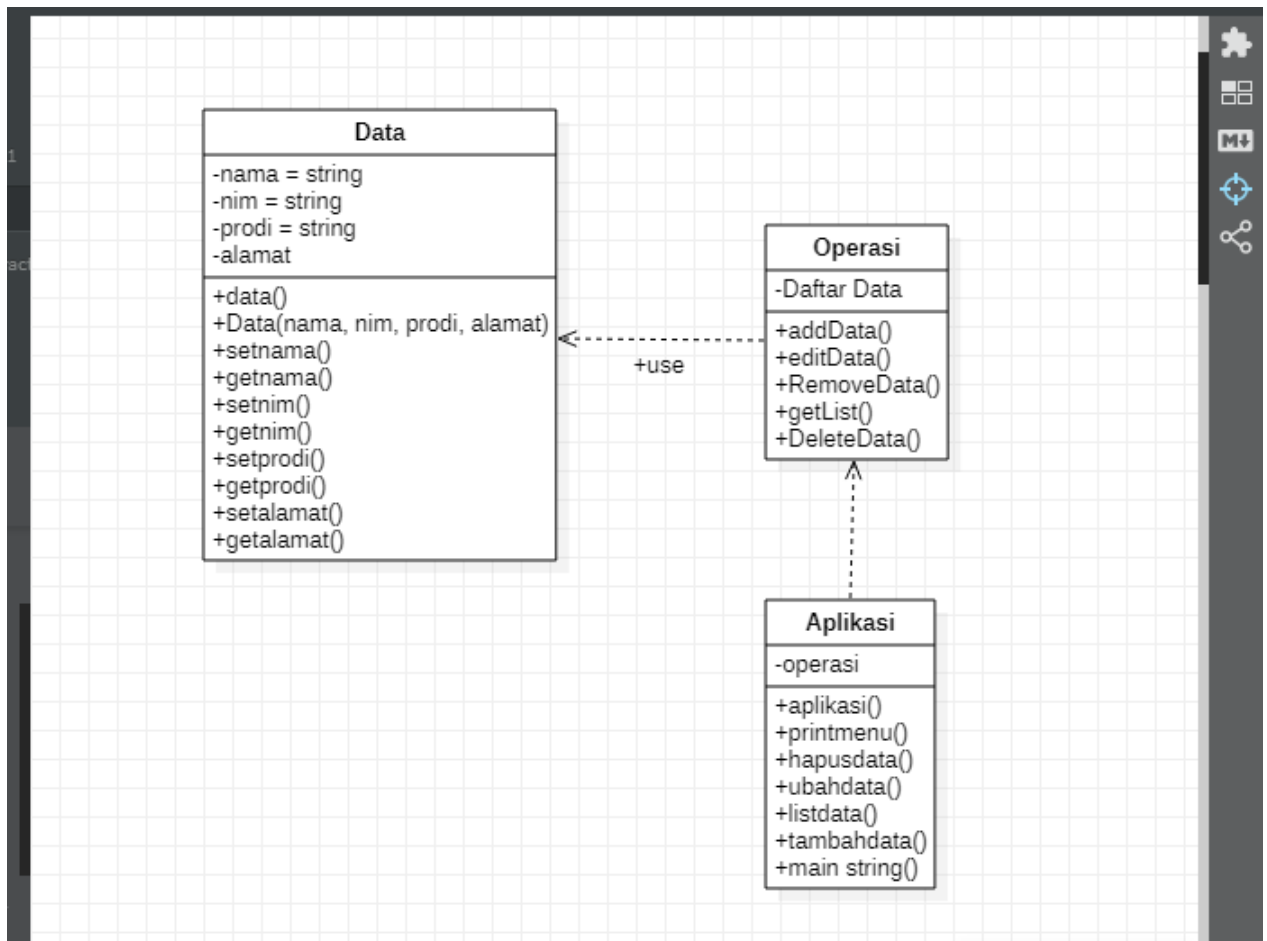 Data
-nama = string
-nim = string
-prodi = string
-alamat
+data()
+Data(nama, nim, prodi, alamat)
+setnama()
+getnama()
+setnim()
+getnim()
+setprodi()
+getprodi()
+setalamat()
+getalamat()
+use
Operasi
-Daftar Data
+addData()
+editData()
+RemoveData()
+getList()
+DeleteData()
Aplikasi
-operasi
+aplikasi()
+printmenu()
+hapusdata()
+ubahdata()
+listdata()
+tambahdata()
+main string()
1
act
M